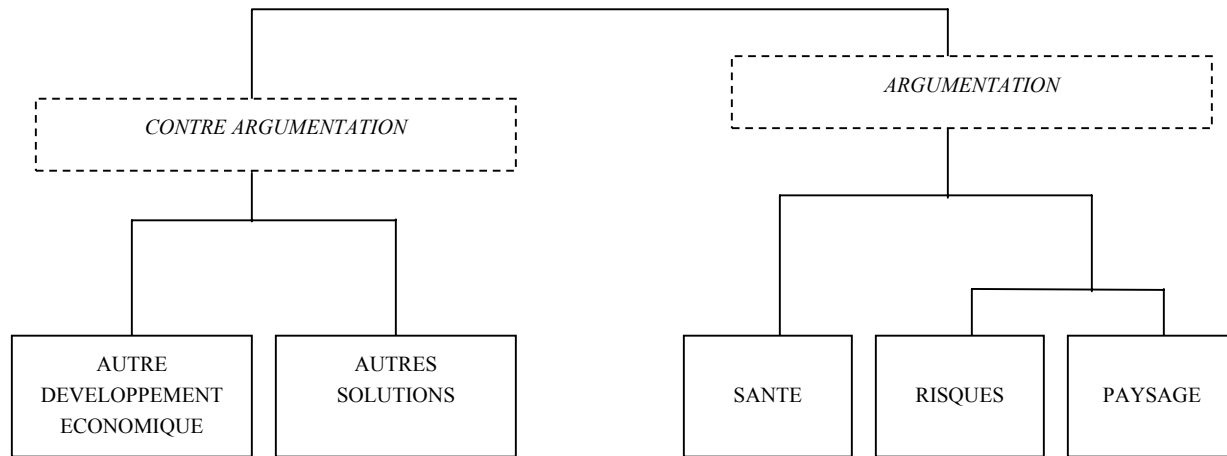 ARGUMENTATION
CONTRE ARGUMENTATION
AUTRE
DEVELOPPEMENT
ECONOMIQUE
AUTRES
SOLUTIONS
SANTE
RISQUES
PAYSAGE